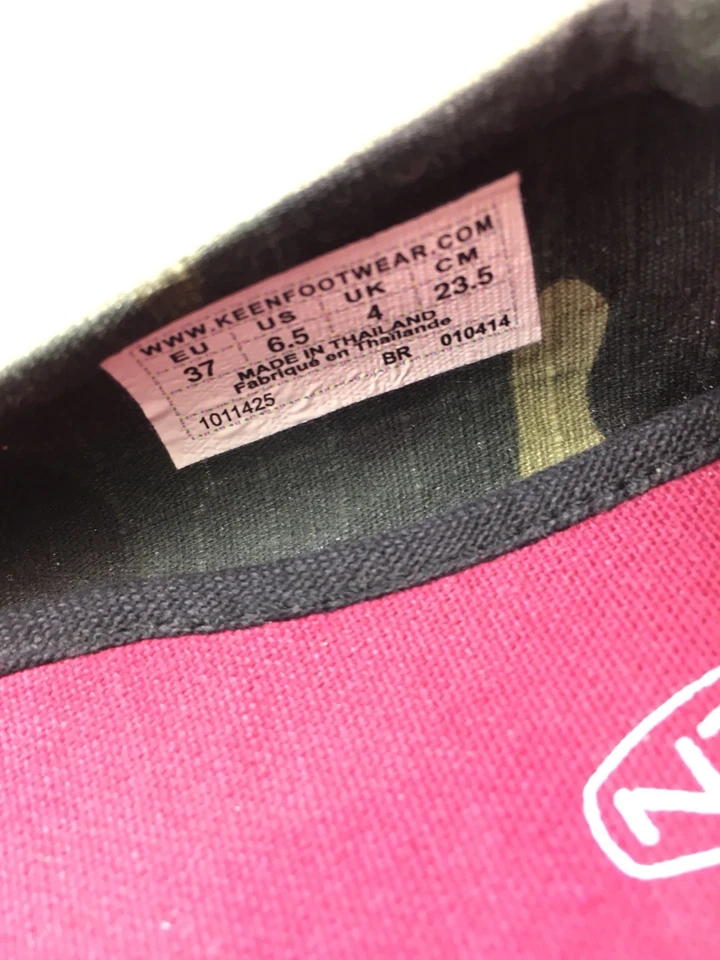 WWW.KEENFOOTWEAR.COM
EU US UK CM
37 6.5 4 23.5
MADE IN THAILAND
Fabriqué en Thaïlande
1011425 BR 010414